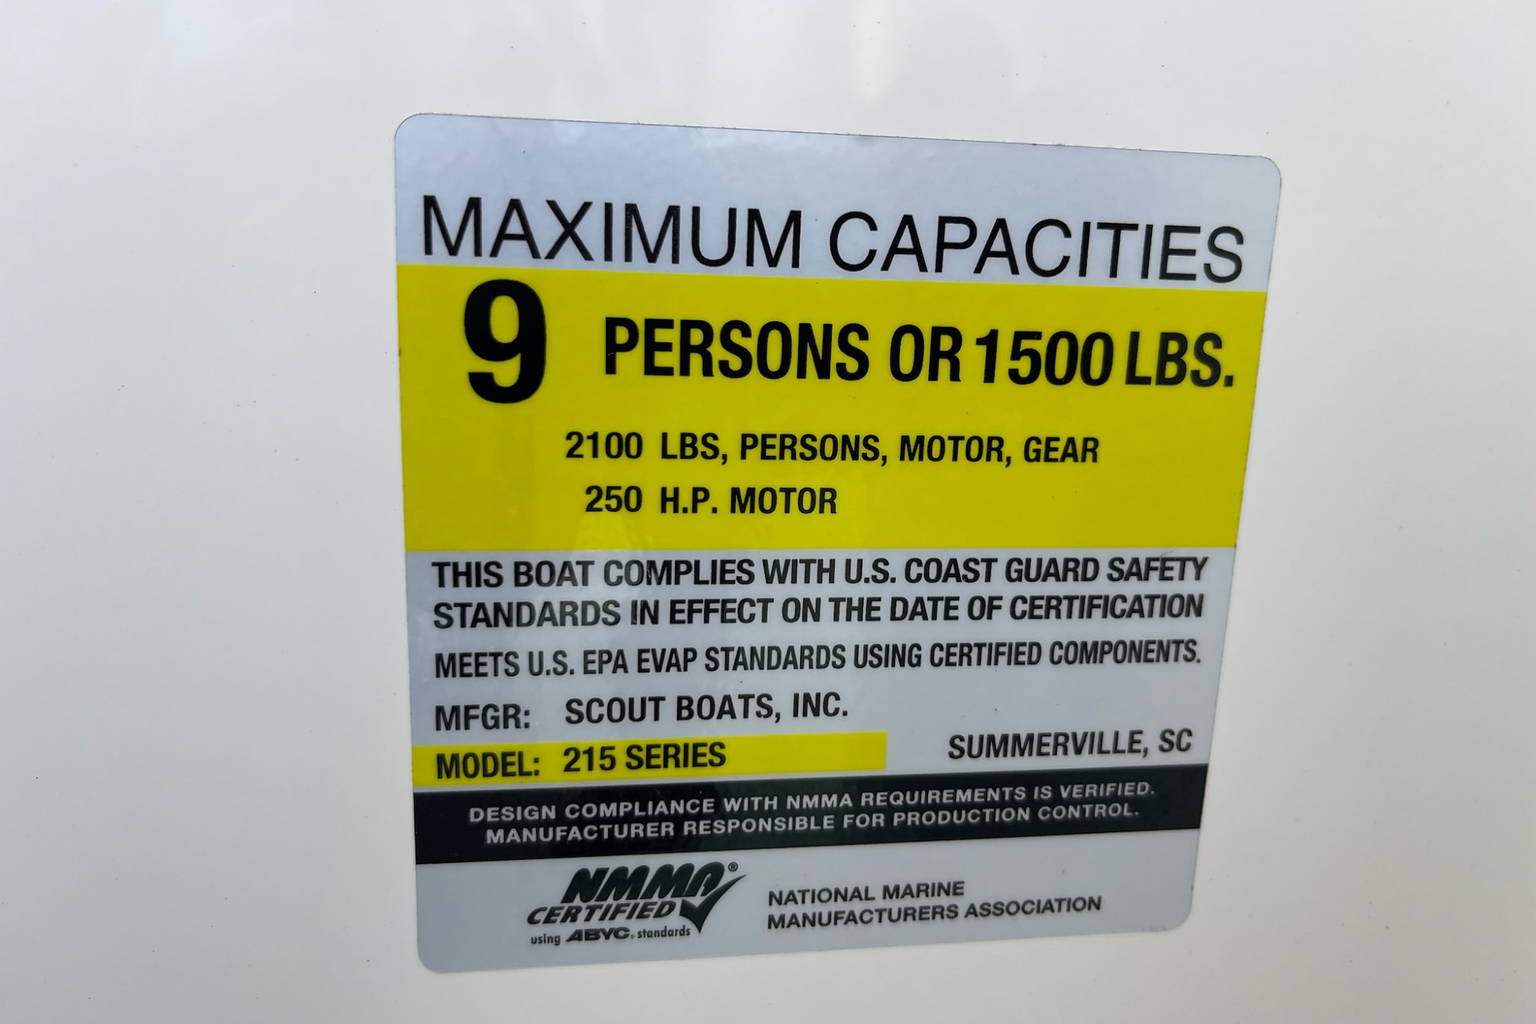 MAXIMUM CAPACITIES
9 PERSONS OR 1500 LBS.
2100 LBS, PERSONS, MOTOR, GEAR
250 H.P. MOTOR
THIS BOAT COMPLIES WITH U.S. COAST GUARD SAFETY
STANDARDS IN EFFECT ON THE DATE OF CERTIFICATION
MEETS U.S. EPA EVAP STANDARDS USING CERTIFIED COMPONENTS.
MFGR: SCOUT BOATS, INC.
MODEL: 215 SERIES SUMMERVILLE, SC
DESIGN COMPLIANCE WITH NMMA REQUIREMENTS IS VERIFIED.
MANUFACTURER RESPONSIBLE FOR PRODUCTION CONTROL.
NMMA®
CERTIFIED
using ABYC® standards
NATIONAL MARINE
MANUFACTURERS ASSOCIATION